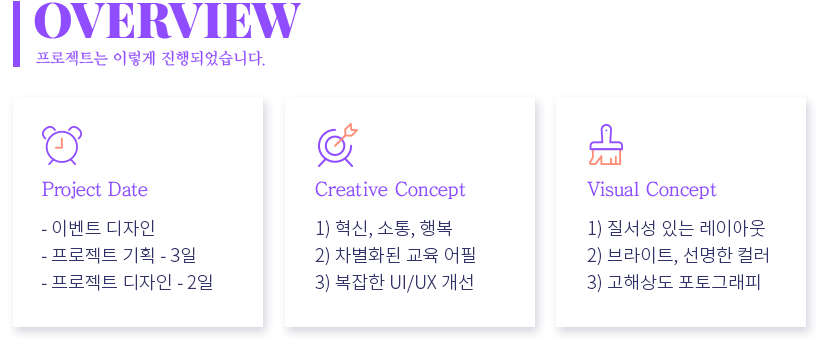 OVERVIEW
프로젝트는 이렇게 진행되었습니다.
Project Date
- 이벤트 디자인
- 프로젝트 기획 - 3일
- 프로젝트 디자인 - 2일
Creative Concept
1) 혁신, 소통, 행복
2) 차별화된 교육 어필
3) 복잡한 UI/UX 개선
Visual Concept
1) 질서성 있는 레이아웃
2) 브라이트, 선명한 컬러
3) 고해상도 포토그래피